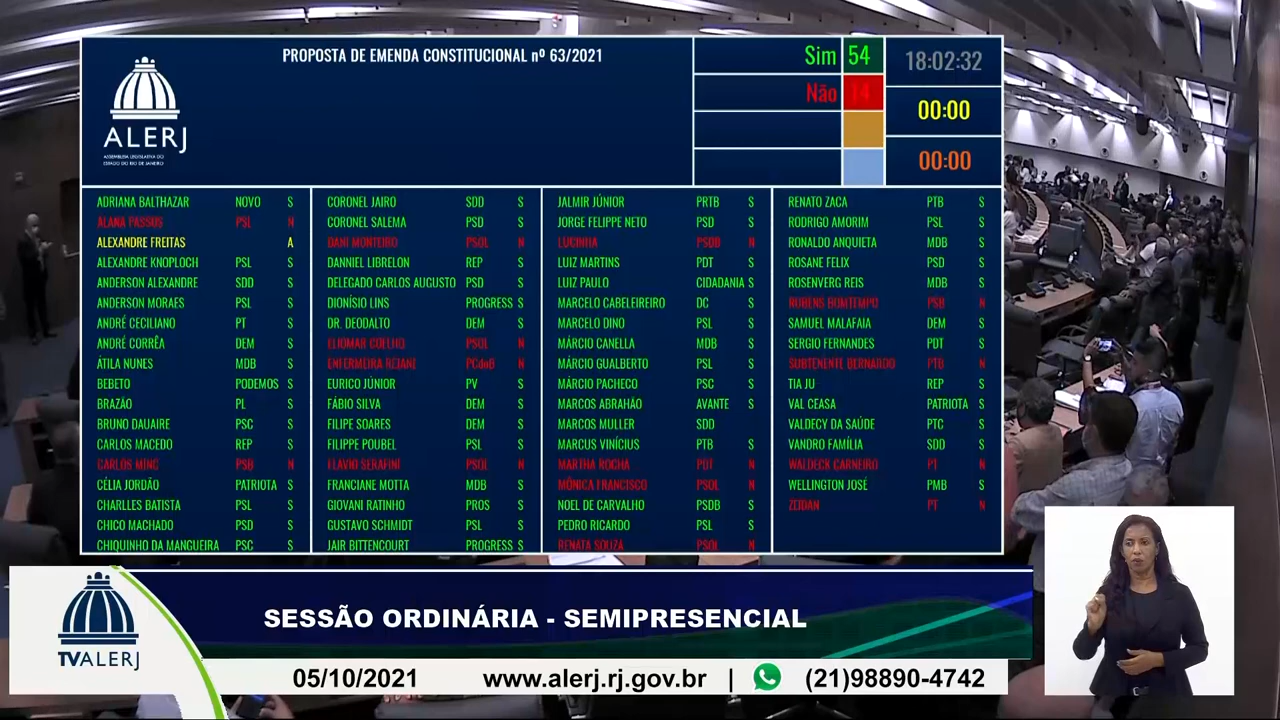 PROPOSTA DE EMENDA CONSTITUCIONAL nº 63/2021
Sim 54
Não 14
18:02:32
00:00
00:00
ALERJ
ASSEMBLEIA LEGISLATIVA DO
ESTADO DO RIO DE JANEIRO
ADRIANA BALTHAZAR NOVO S
ALANA PASSOS PSL N
ALEXANDRE FREITAS A
ALEXANDRE KNOPLOCH PSL S
ANDERSON ALEXANDRE SDD S
ANDERSON MORAES PSL S
ANDRÉ CECILIANO PT S
ANDRÉ CORRÊA DEM S
ÁTILA NUNES MDB S
BEBETO PODEMOS S
BRAZÃO PL S
BRUNO DAUAIRE PSC S
CARLOS MACEDO REP S
CARLOS MINC PSB N
CÉLIA JORDÃO PATRIOTA S
CHARLLES BATISTA PSL S
CHICO MACHADO PSD S
CHIQUINHO DA MANGUEIRA PSC S
CORONEL JAIRO SDD S
CORONEL SALEMA PSD S
DANI MONTEIRO PSOL N
DANNIEL LIBRELON REP S
DELEGADO CARLOS AUGUSTO PSD S
DIONÍSIO LINS PROGRESS S
DR. DEODALTO DEM S
ELIOMAR COELHO PSOL N
ENFERMEIRA REJANE PCdoB N
EURICO JÚNIOR PV S
FÁBIO SILVA DEM S
FILIPE SOARES DEM S
FILIPPE POUBEL PSL S
FLAVIO SERAFINI PSOL N
FRANCIANE MOTTA MDB S
GIOVANI RATINHO PROS S
GUSTAVO SCHMIDT PSL S
JAIR BITTENCOURT PROGRESS S
JALMIR JÚNIOR PRTB S
JORGE FELIPPE NETO PSD S
LUCINHA PSDB N
LUIZ MARTINS PDT S
LUIZ PAULO CIDADANIA S
MARCELO CABELEIREIRO DC S
MARCELO DINO PSL S
MÁRCIO CANELLA MDB S
MÁRCIO GUALBERTO PSL S
MÁRCIO PACHECO PSC S
MARCOS ABRAHÃO AVANTE S
MARCOS MULLER SDD
MARCUS VINÍCIUS PTB S
MARTHA ROCHA PDT N
MÔNICA FRANCISCO PSOL N
NOEL DE CARVALHO PSDB S
PEDRO RICARDO PSL S
RENATA SOUZA PSOL N
RENATO ZACA PTB S
RODRIGO AMORIM PSL S
RONALDO ANQUIETA MDB S
ROSANE FELIX PSD S
ROSENVERG REIS MDB S
RUBENS BOMTEMPO PSB N
SAMUEL MALAFAIA DEM S
SERGIO FERNANDES PDT S
SUBTENENTE BERNARDO PTB N
TIA JU REP S
VAL CEASA PATRIOTA S
VALDECY DA SAÚDE PTC S
VANDRO FAMÍLIA SDD S
WALDECK CARNEIRO PT N
WELLINGTON JOSÉ PMB S
ZEIDAN PT N
SESSÃO ORDINÁRIA - SEMIPRESENCIAL
TVALERJ
05/10/2021 www.alerj.rj.gov.br | (21)98890-4742